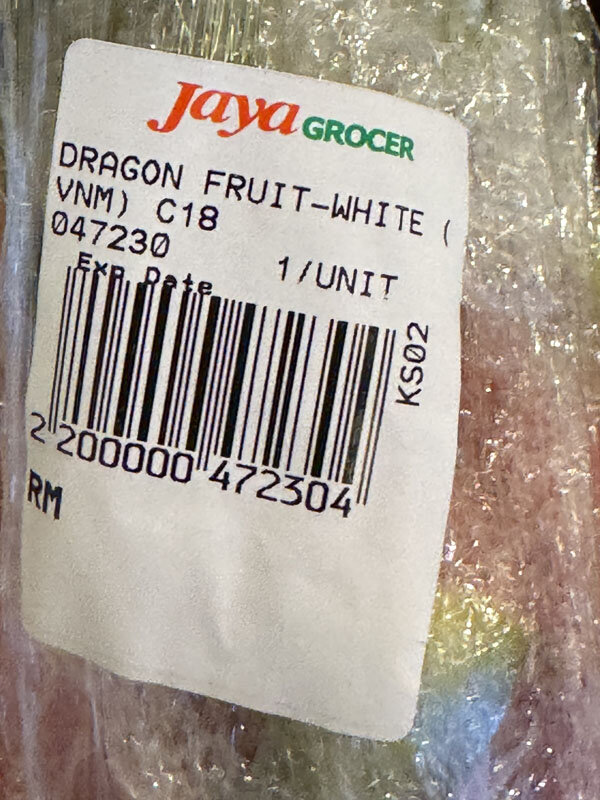 Jaya GROCER
DRAGON FRUIT-WHITE (
VNM) C18
047230
1/UNIT
Exp Date
KS02
2 200000 472304
RM